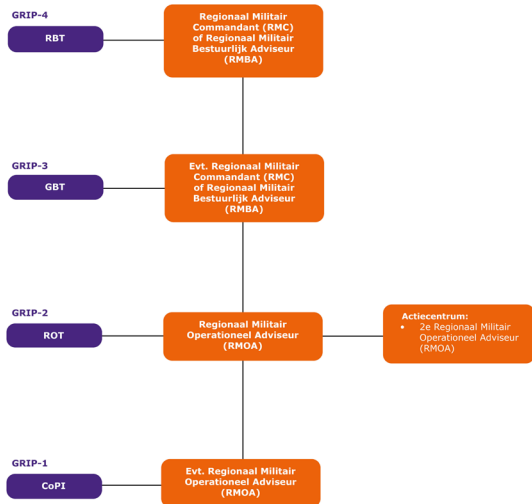 GRIP-4
RBT
Regionaal Militair
Commandant (RMC)
of Regionaal Militair
Bestuurlijk Adviseur
(RMBA)
GRIP-3
GBT
Evt. Regionaal Militair
Commandant (RMC)
of Regionaal Militair
Bestuurlijk Adviseur
(RMBA)
GRIP-2
ROT
Regionaal Militair
Operationeel Adviseur
(RMOA)
Actiecentrum:
• 2e Regionaal Militair
Operationeel Adviseur
(RMOA)
GRIP-1
CoPI
Evt. Regionaal Militair
Operationeel Adviseur
(RMOA)